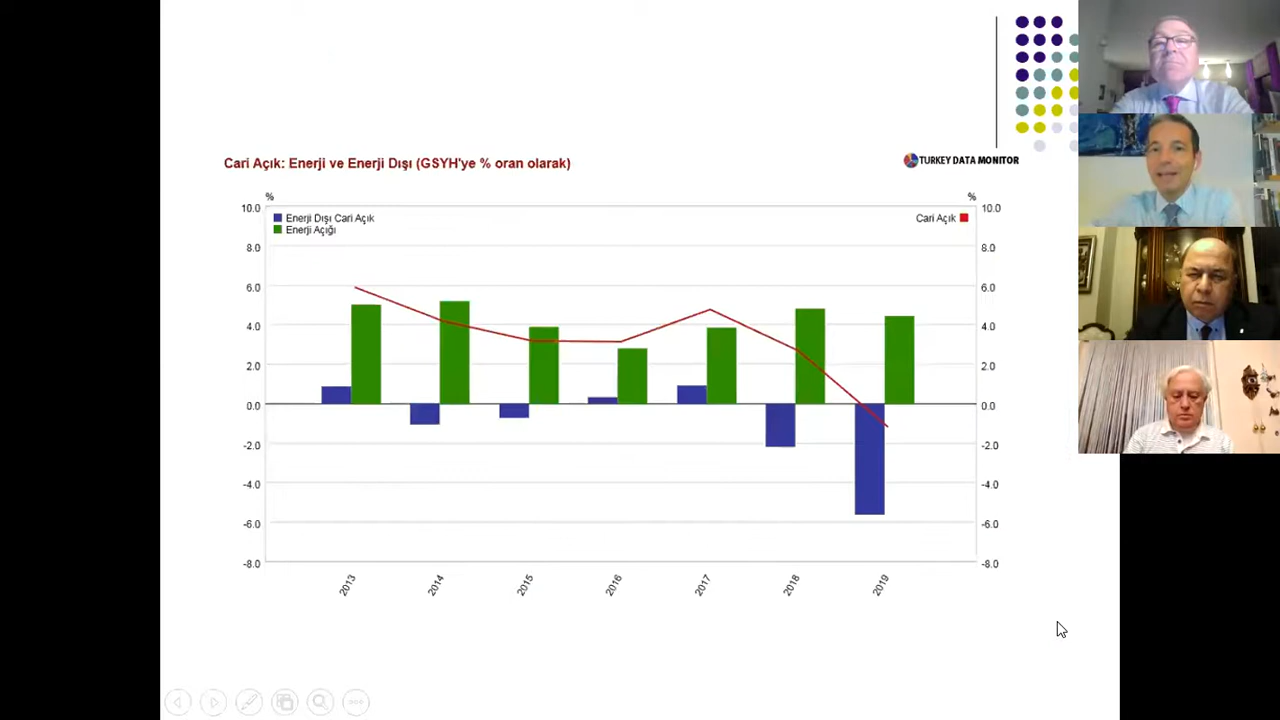 Cari Açık: Enerji ve Enerji Dışı (GSYH'ye % oran olarak)
TURKEY DATA MONITOR
% %
10.0 10.0
Enerji Dışı Cari Açık
Enerji Açığı
Cari Açık
8.0 8.0
6.0 6.0
4.0 4.0
2.0 2.0
0.0 0.0
-2.0 -2.0
-4.0 -4.0
-6.0 -6.0
-8.0 -8.0
2013 2014 2015 2016 2017 2018 2019